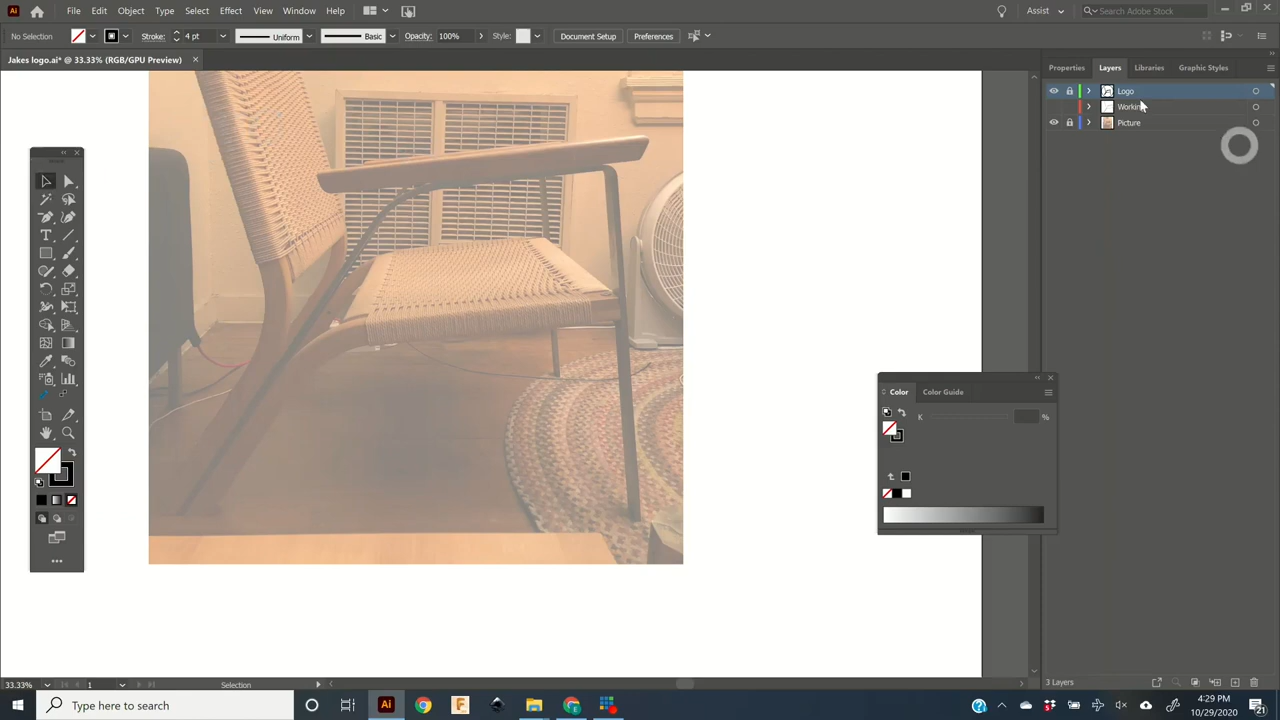 Ai File Edit Object Type Select Effect View Window Help Assist Search Adobe Stock
No Selection Stroke: 4 pt Uniform Basic Opacity: 100% Style: Document Setup Preferences
Jakes logo.ai* @ 33.33% (RGB/GPU Preview)
Properties Layers Libraries Graphic Styles
Logo
Working
Picture
Color Color Guide
K %
33.33% 1 Selection 3 Layers
Type here to search
4:29 PM
10/29/2020